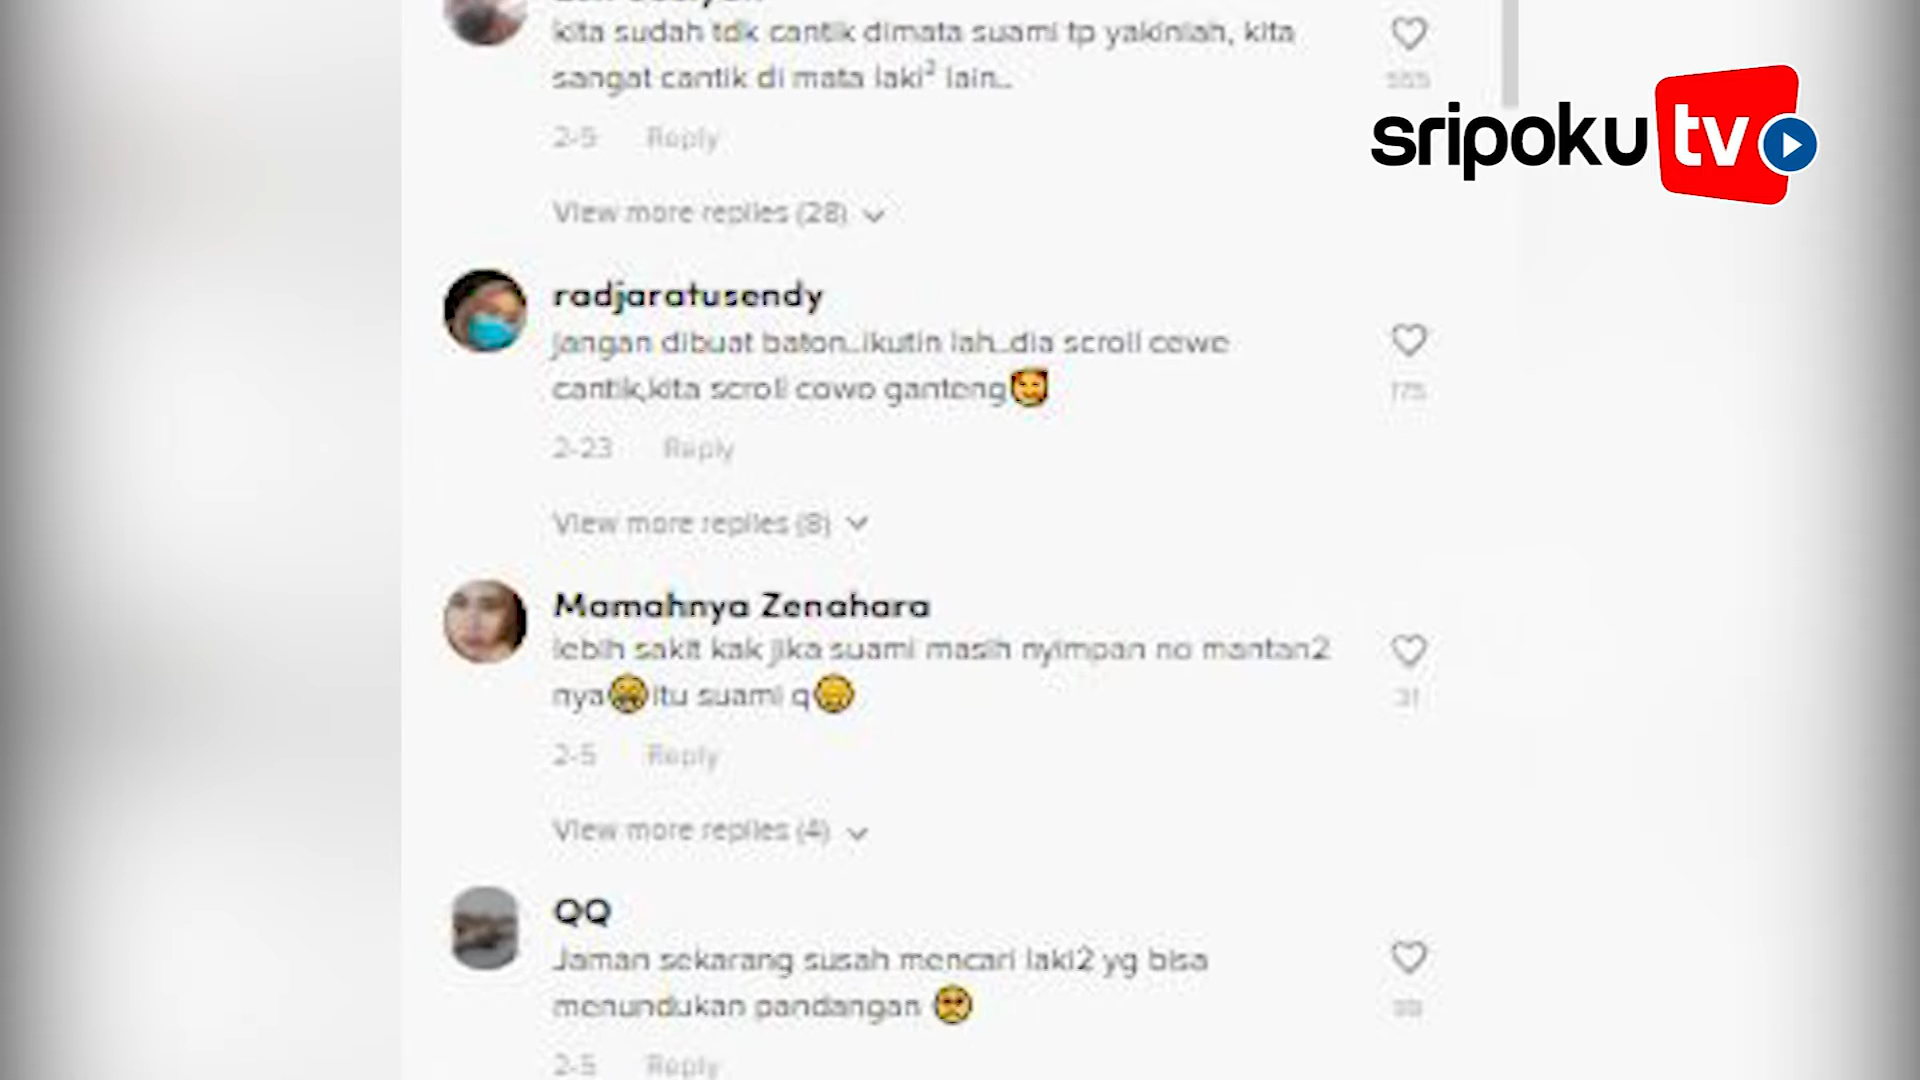 kita sudah tdk cantik dimata suami tp yakinlah, kita
sangat cantik di mata laki² lain..
2-5 Reply
View more replies (28)
sripoku tv
radjaratusendy
jangan dibuat baton..ikutin lah...dia scroll cewe
cantik,kita scroll cowo ganteng🥰
175
2-23 Reply
View more replies (8)
Mamahnya Zenahara
lebih sakit kak jika suami masih nyimpan no mantan2
nya😭itu suami q😞
31
2-5 Reply
View more replies (4)
QQ
Jaman sekarang susah mencari laki2 yg bisa
menundukan pandangan 🥺
2-5 Reply